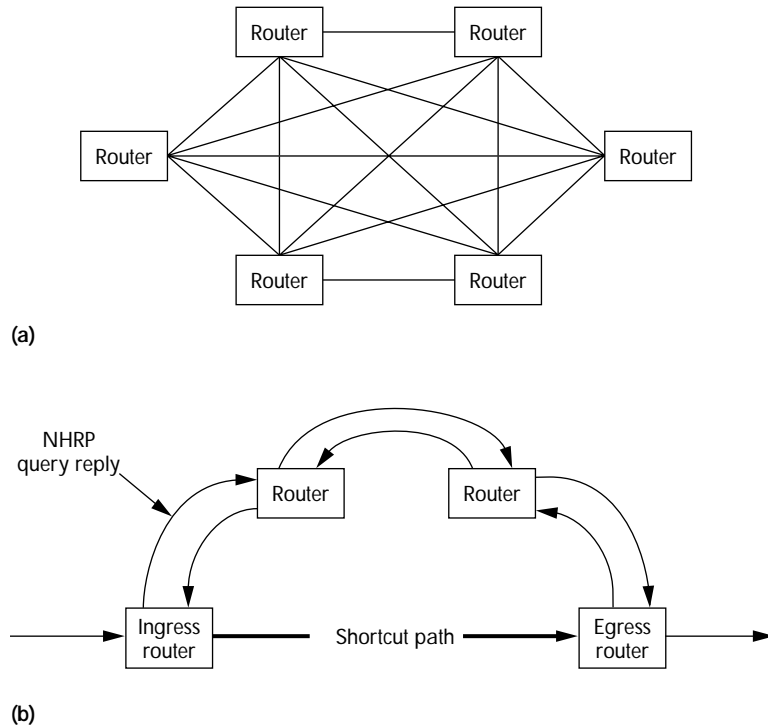 Router
Router
Router
Router
Router
Router
(a)
NHRP
query reply
Router
Router
Ingress
router
Shortcut path
Egress
router
(b)